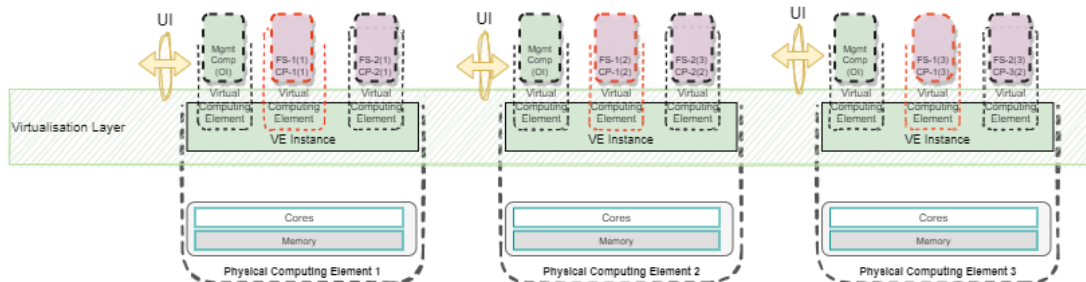 UI
Mgmt
Comp
(OI)
FS-1(1)
CP-1(1)
FS-2(1)
CP-2(1)
Virtual
Computing
Element
Virtual
Computing
Element
Virtual
Computing
Element
VE Instance
Cores
Memory
Physical Computing Element 1
UI
Mgmt
Comp
(OI)
FS-1(2)
CP-1(2)
FS-2(3)
CP-2(2)
Virtual
Computing
Element
Virtual
Computing
Element
Virtual
Computing
Element
VE Instance
Cores
Memory
Physical Computing Element 2
UI
Mgmt
Comp
(OI)
FS-1(3)
CP-1(3)
FS-2(3)
CP-3(2)
Virtual
Computing
Element
Virtual
Computing
Element
Virtual
Computing
Element
VE Instance
Cores
Memory
Physical Computing Element 3
Virtualisation Layer